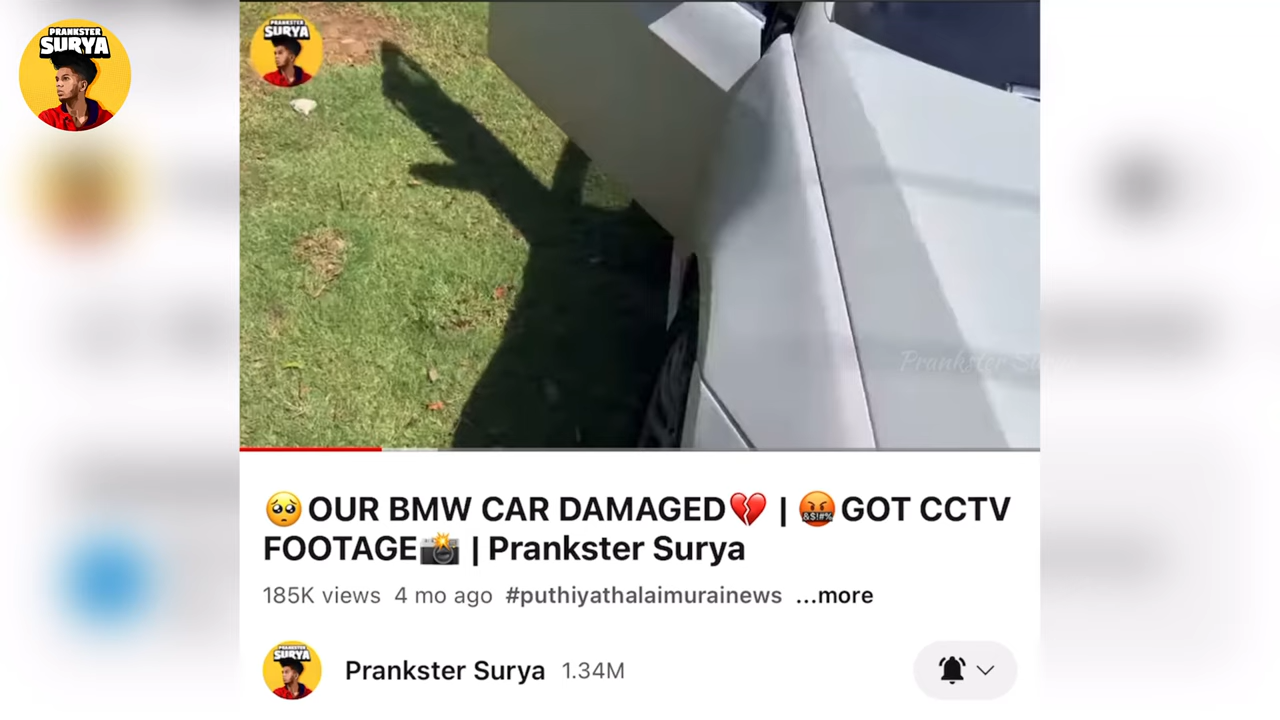 PRANKSTER
SURYA
PRANKSTER
SURYA
Prankster Surya
🥺OUR BMW CAR DAMAGED💔 | 🤬GOT CCTV
FOOTAGE📸 | Prankster Surya
185K views 4 mo ago #puthiyathalaimurainews ...more
PRANKSTER
SURYA
Prankster Surya 1.34M